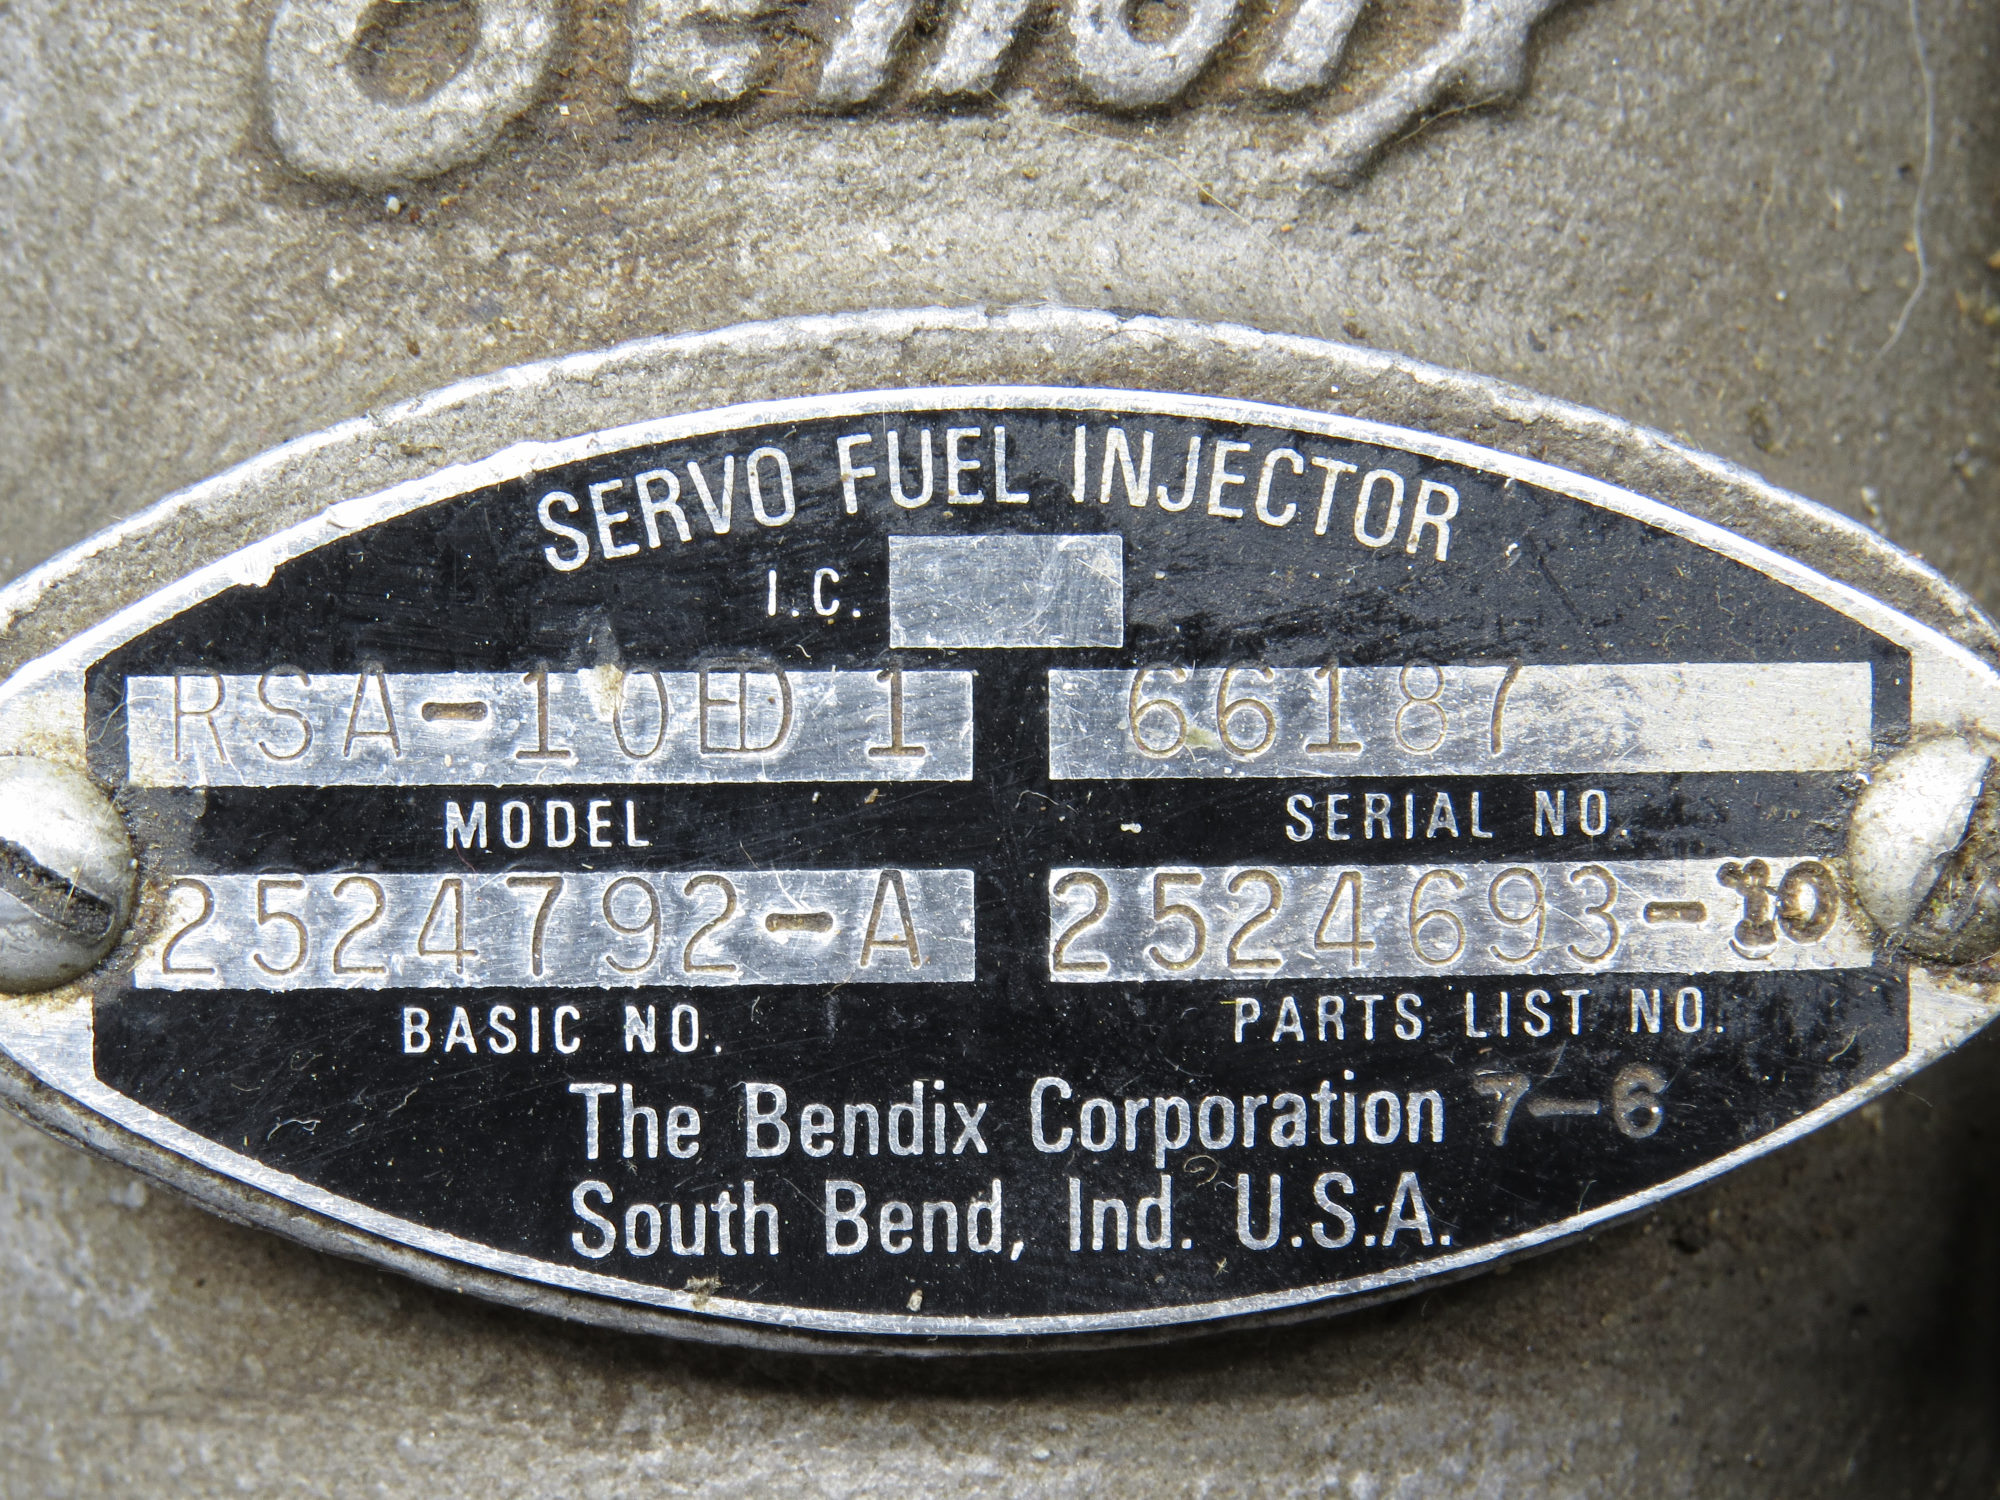 Bendix
SERVO FUEL INJECTOR
I.C.
RSA-10ED1 66187
MODEL SERIAL NO.
2524792-A 2524693-10
BASIC NO. PARTS LIST NO.
The Bendix Corporation 7-6
South Bend, Ind. U.S.A.